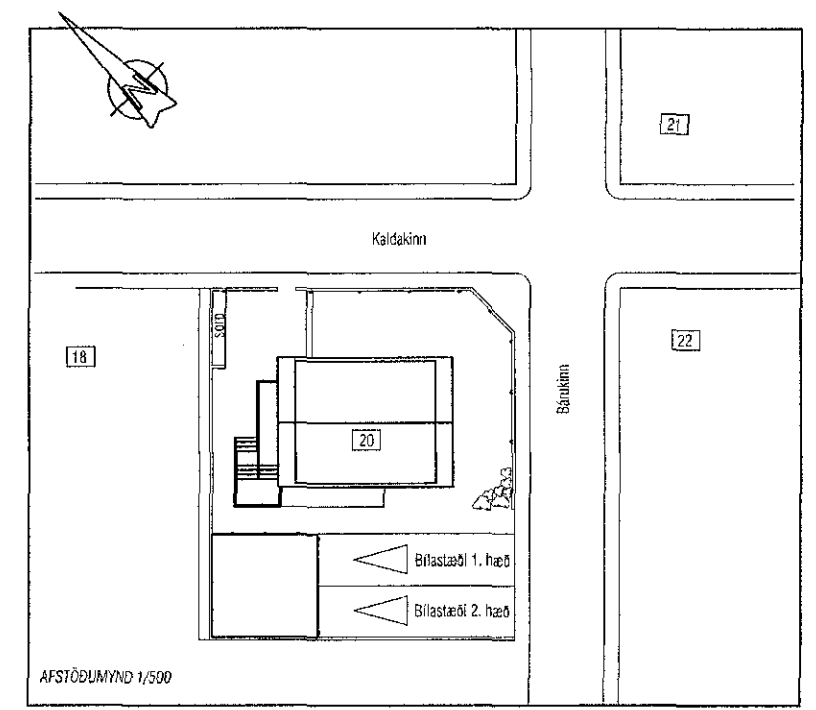 N
21
Kaldakinn
sorp
18
22
Bárukinn
20
Bílastæði 1. hæð
Bílastæði 2. hæð
AFSTÖÐUMYND 1/500